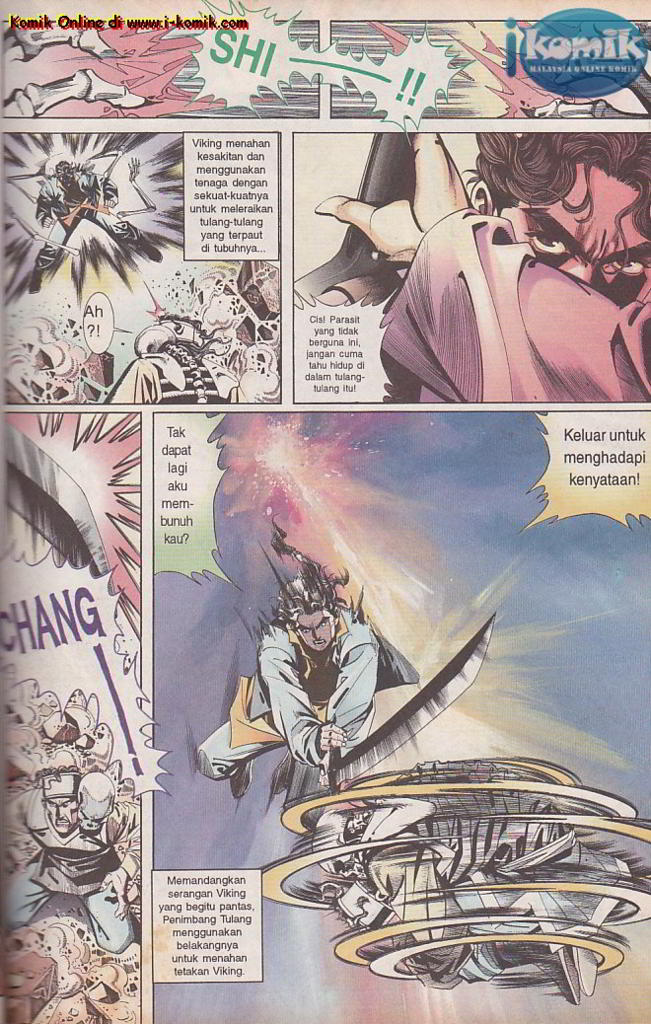 Komik Online di www.i-komik.com
ikomik
MALAYSIA ONLINE KOMIK
SHI
!!
Viking menahan
kesakitan dan
menggunakan
tenaga dengan
sekuat-kuatnya
untuk meleraikan
tulang-tulang
yang terpaut
di tubuhnya...
Ah
?!
Cis! Parasit
yang tidak
berguna ini,
jangan cuma
tahu hidup di
dalam tulang-
tulang itu!
CHANG
!
Tak
dapat
lagi
aku
mem-
bunuh
kau?
Keluar untuk
menghadapi
kenyataan!
Memandangkan
serangan Viking
yang begitu pantas,
Penimbang Tulang
menggunakan
belakangnya
untuk menahan
tetakan Viking.